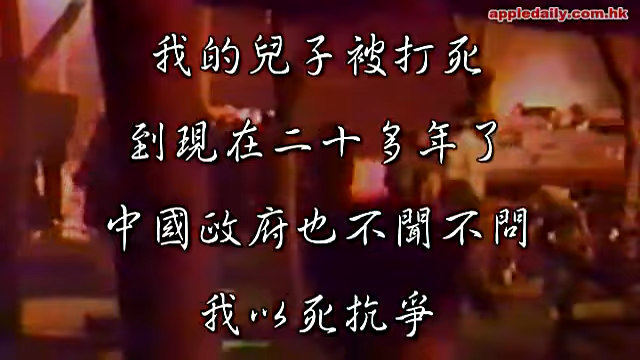 appledaily.com.hk
我的兒子被打死
到現在二十多年了
中國政府也不聞不問
我以死抗爭